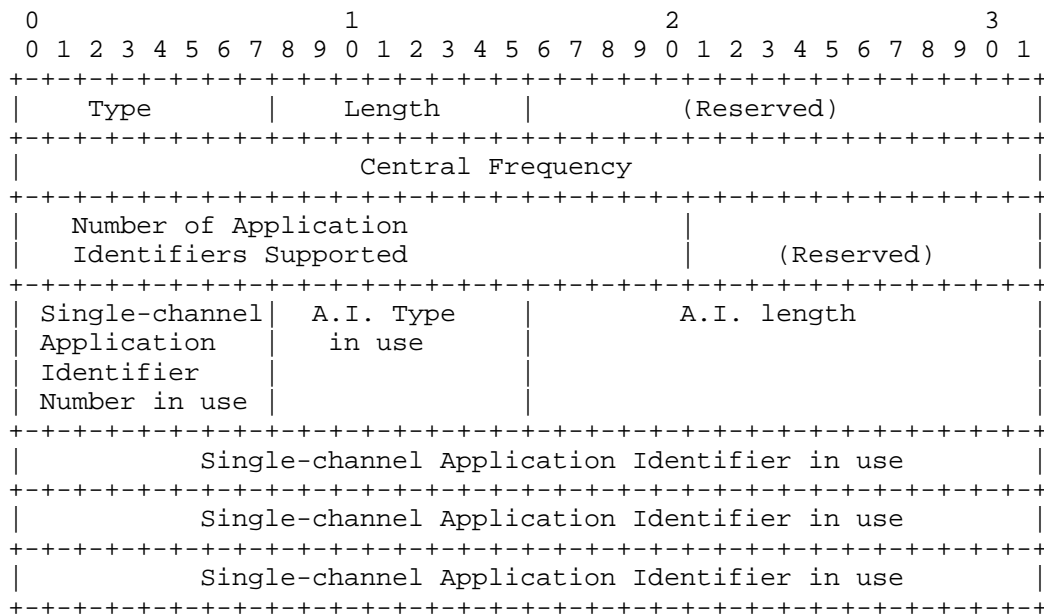 0                   1                   2                   3
 0 1 2 3 4 5 6 7 8 9 0 1 2 3 4 5 6 7 8 9 0 1 2 3 4 5 6 7 8 9 0 1
+-+-+-+-+-+-+-+-+-+-+-+-+-+-+-+-+-+-+-+-+-+-+-+-+-+-+-+-+-+-+-+-+
|    Type       |    Length     |         (Reserved)            |
+-+-+-+-+-+-+-+-+-+-+-+-+-+-+-+-+-+-+-+-+-+-+-+-+-+-+-+-+-+-+-+-+
|                     Central Frequency                         |
+-+-+-+-+-+-+-+-+-+-+-+-+-+-+-+-+-+-+-+-+-+-+-+-+-+-+-+-+-+-+-+-+
|   Number of Application                 |                     |
|   Identifiers Supported                 |     (Reserved)      |
+-+-+-+-+-+-+-+-+-+-+-+-+-+-+-+-+-+-+-+-+-+-+-+-+-+-+-+-+-+-+-+-+
| Single-channel|  A.I. Type    |         A.I. length           |
| Application   |   in use      |                               |
| Identifier    |               |                               |
| Number in use |               |                               |
+-+-+-+-+-+-+-+-+-+-+-+-+-+-+-+-+-+-+-+-+-+-+-+-+-+-+-+-+-+-+-+-+
|           Single-channel Application Identifier in use        |
+-+-+-+-+-+-+-+-+-+-+-+-+-+-+-+-+-+-+-+-+-+-+-+-+-+-+-+-+-+-+-+-+
|           Single-channel Application Identifier in use        |
+-+-+-+-+-+-+-+-+-+-+-+-+-+-+-+-+-+-+-+-+-+-+-+-+-+-+-+-+-+-+-+-+
|           Single-channel Application Identifier in use        |
+-+-+-+-+-+-+-+-+-+-+-+-+-+-+-+-+-+-+-+-+-+-+-+-+-+-+-+-+-+-+-+-+